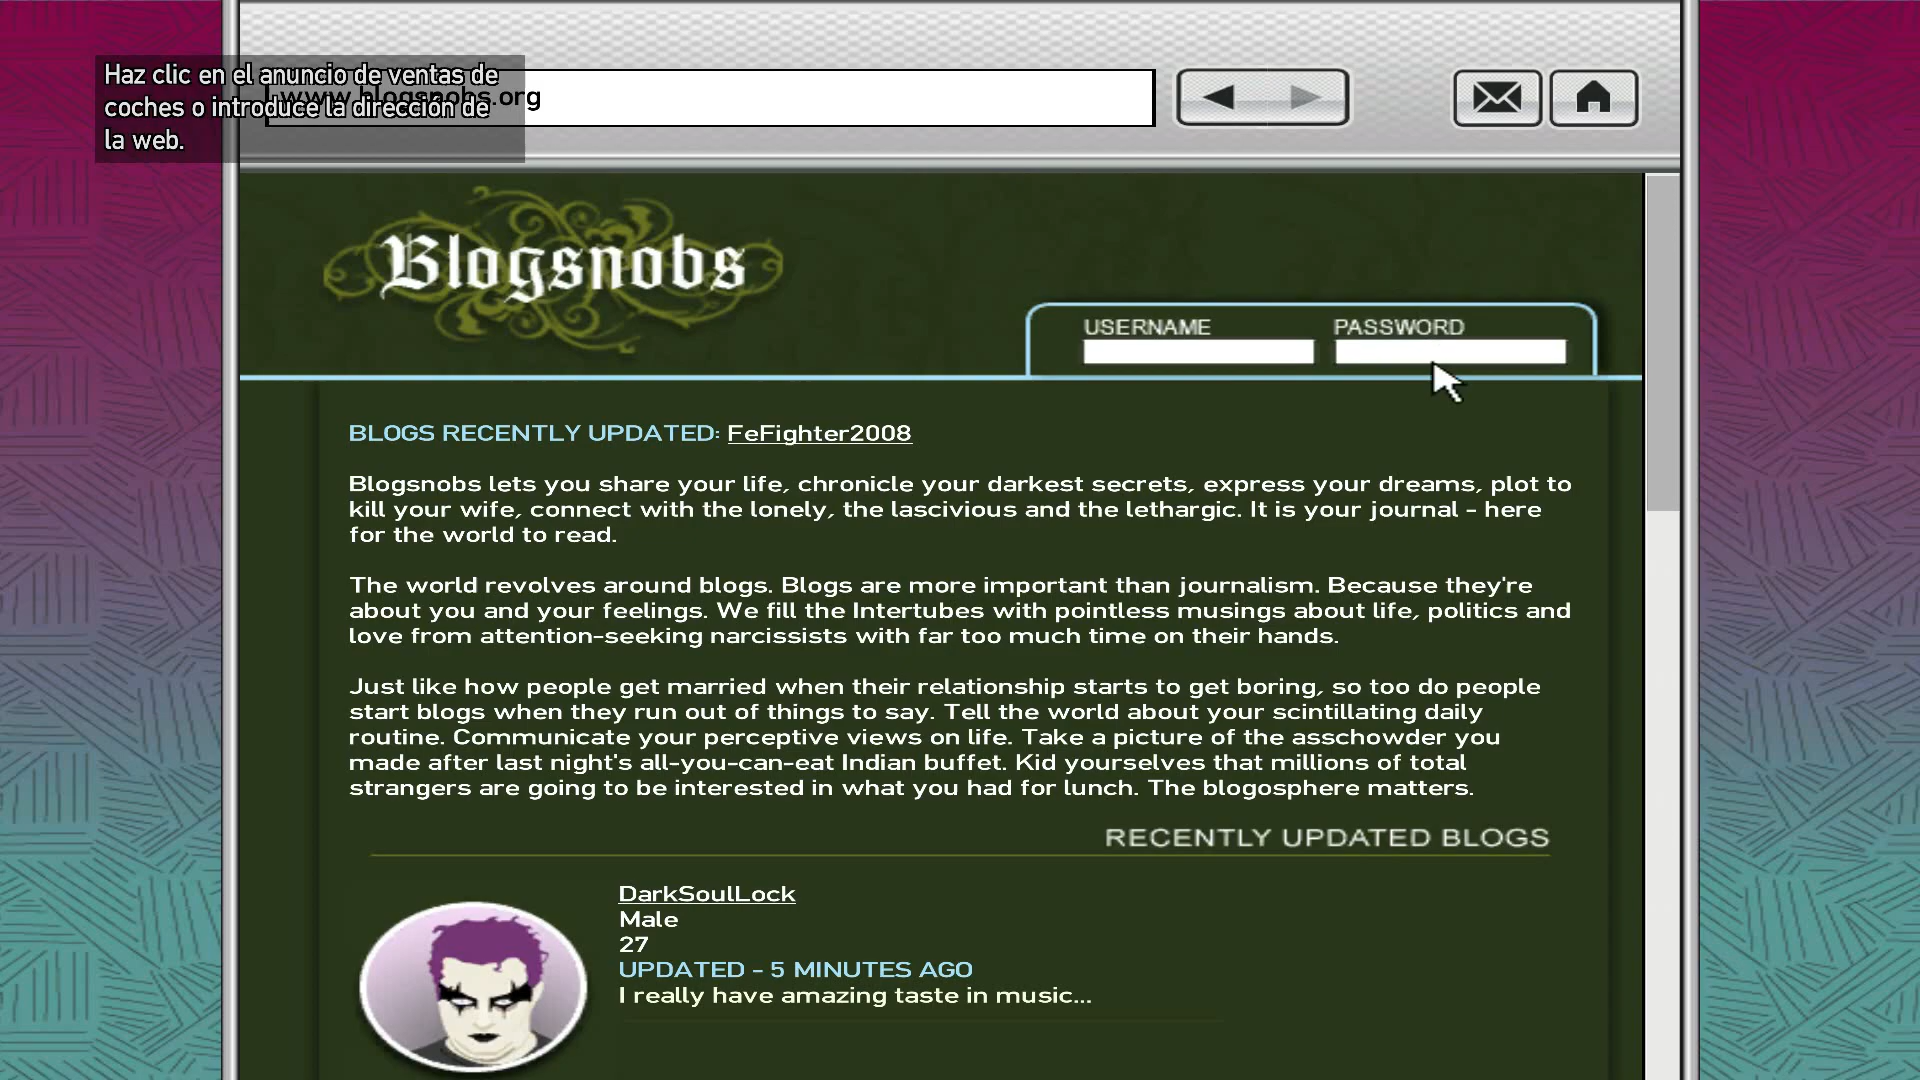 Haz clic en el anuncio de ventas de
coches o introduce la dirección de
la web.
www.blogsnobs.org
Blogsnobs
USERNAME PASSWORD
BLOGS RECENTLY UPDATED: FeFighter2008
Blogsnobs lets you share your life, chronicle your darkest secrets, express your dreams, plot to
kill your wife, connect with the lonely, the lascivious and the lethargic. It is your journal - here
for the world to read.
The world revolves around blogs. Blogs are more important than journalism. Because they're
about you and your feelings. We fill the Intertubes with pointless musings about life, politics and
love from attention-seeking narcissists with far too much time on their hands.
Just like how people get married when their relationship starts to get boring, so too do people
start blogs when they run out of things to say. Tell the world about your scintillating daily
routine. Communicate your perceptive views on life. Take a picture of the asschowder you
made after last night's all-you-can-eat Indian buffet. Kid yourselves that millions of total
strangers are going to be interested in what you had for lunch. The blogosphere matters.
RECENTLY UPDATED BLOGS
DarkSoulLock
Male
27
UPDATED - 5 MINUTES AGO
I really have amazing taste in music...